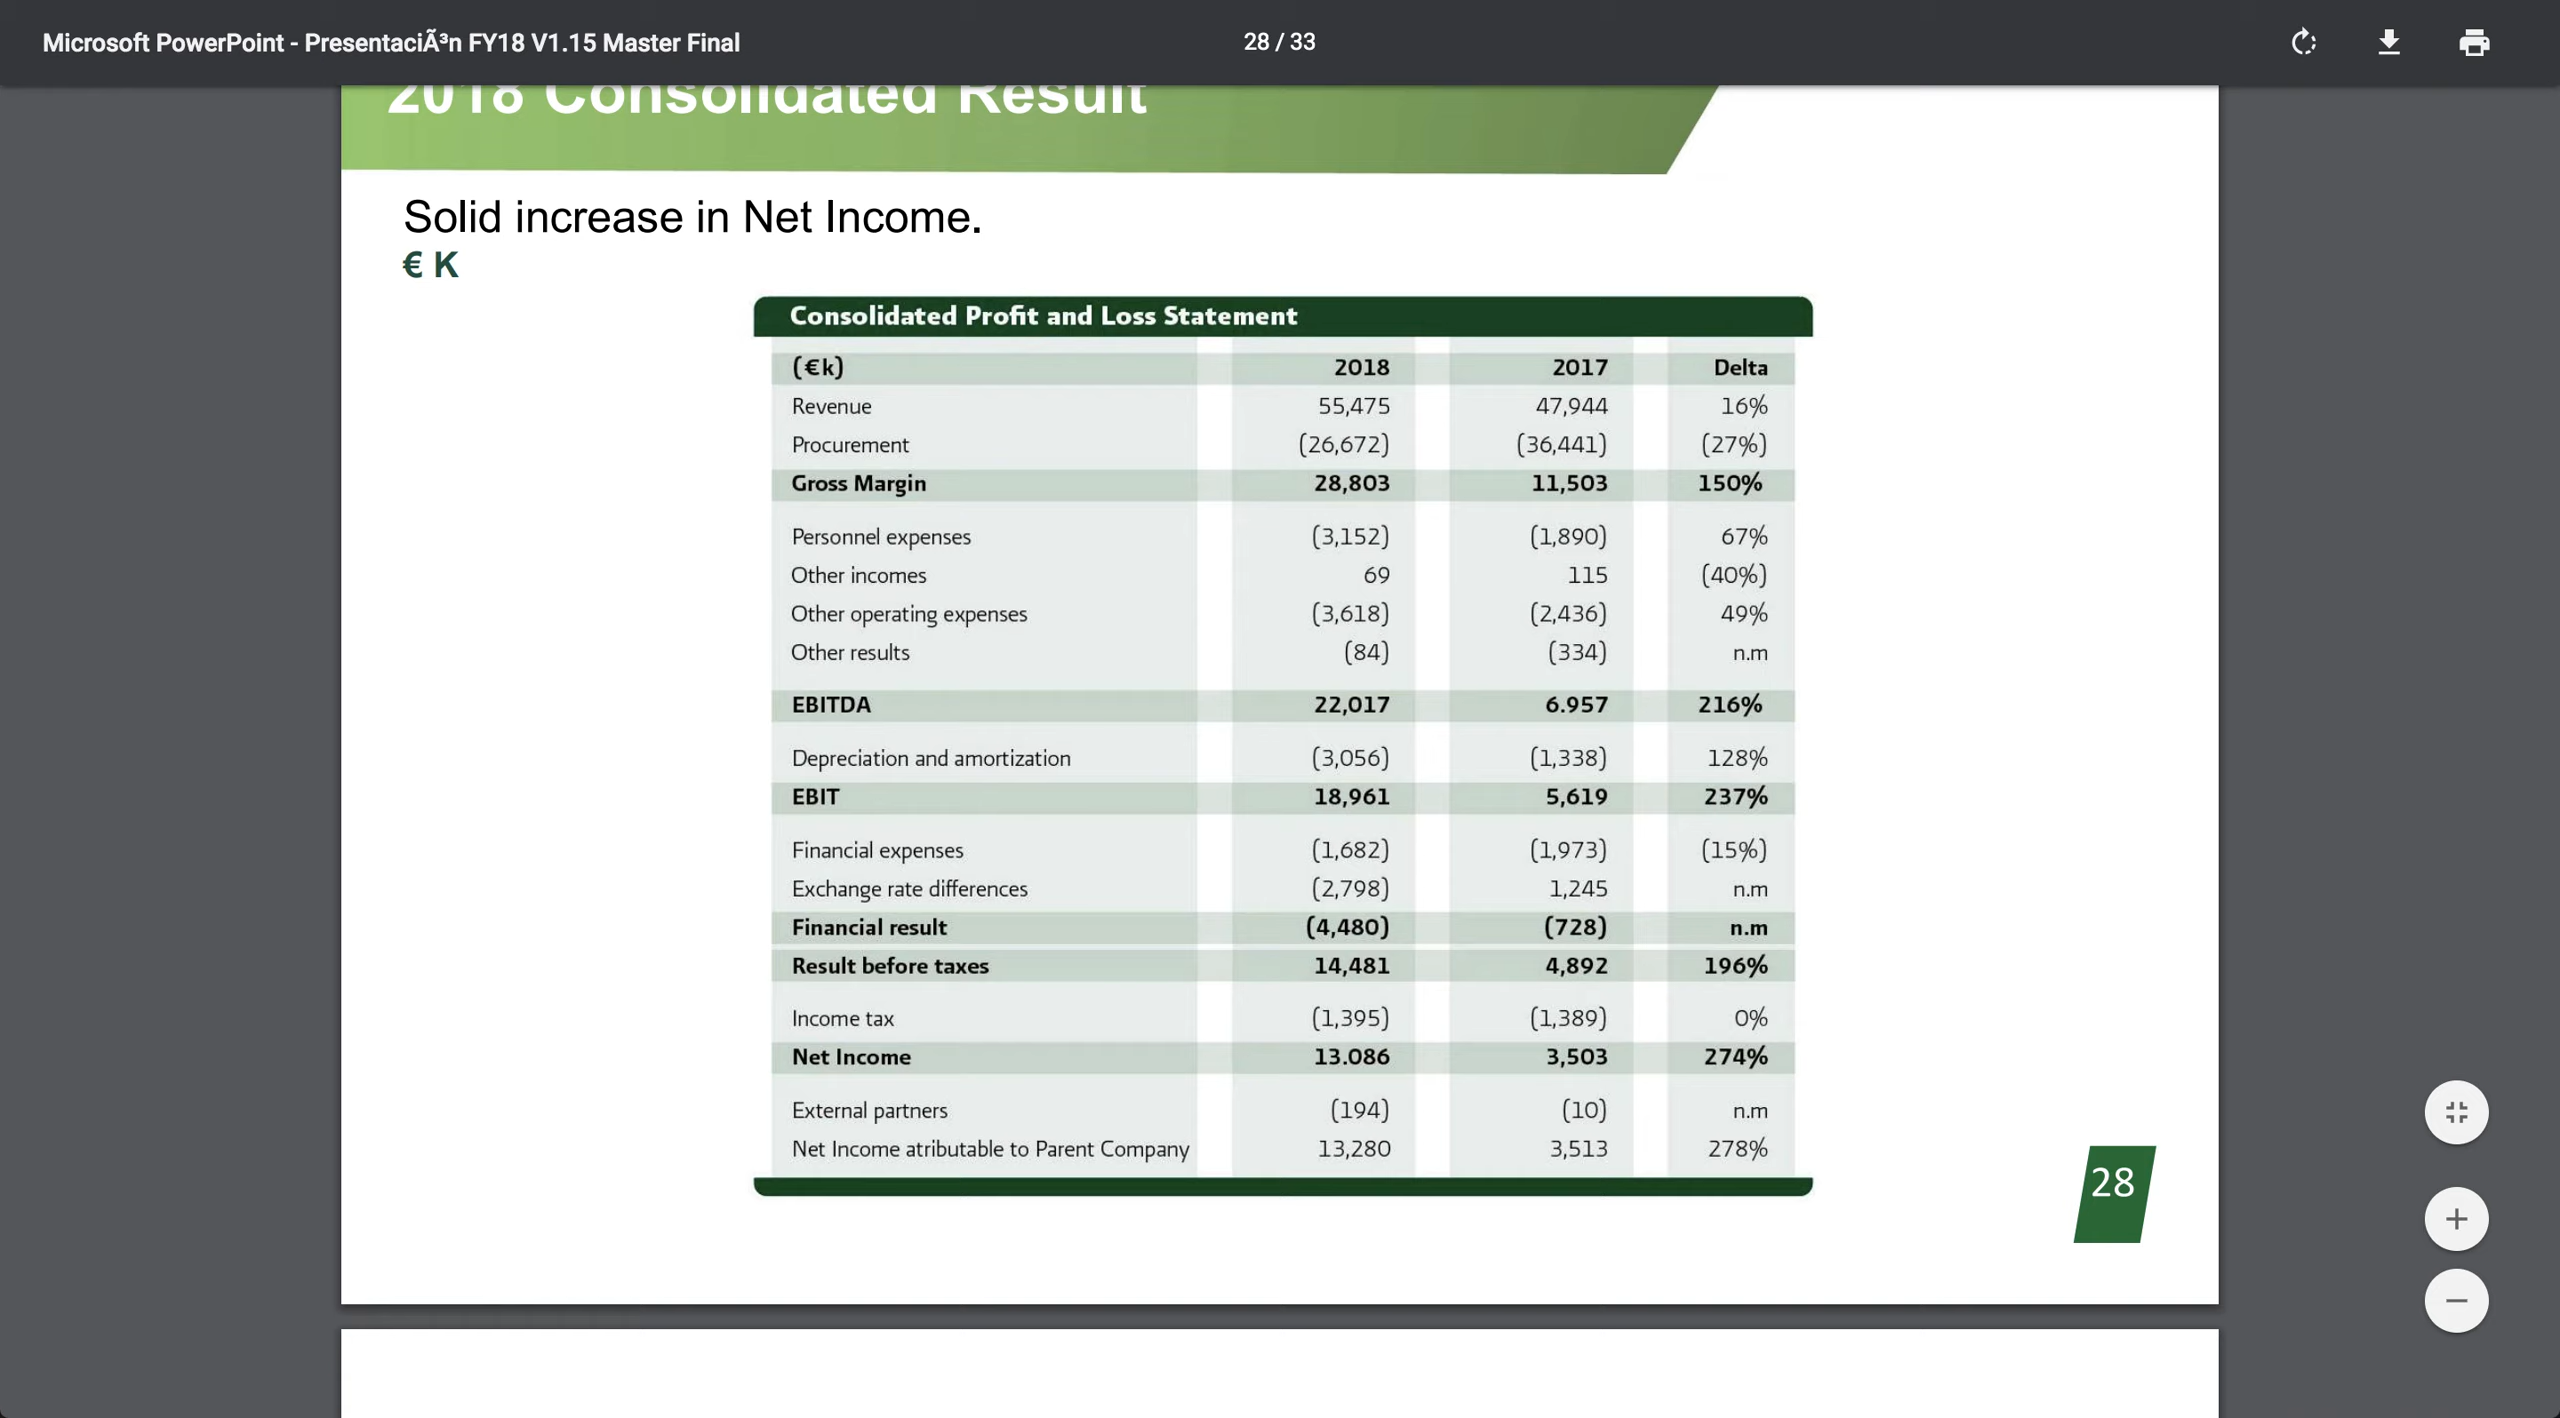 Microsoft PowerPoint - PresentaciÃ³n FY18 V1.15 Master Final
28 / 33
2018 Consolidated Result
Solid increase in Net Income.
€ K
Consolidated Profit and Loss Statement
(€k) 2018 2017 Delta
Revenue 55,475 47,944 16%
Procurement (26,672) (36,441) (27%)
Gross Margin 28,803 11,503 150%
Personnel expenses (3,152) (1,890) 67%
Other incomes 69 115 (40%)
Other operating expenses (3,618) (2,436) 49%
Other results (84) (334) n.m
EBITDA 22,017 6.957 216%
Depreciation and amortization (3,056) (1,338) 128%
EBIT 18,961 5,619 237%
Financial expenses (1,682) (1,973) (15%)
Exchange rate differences (2,798) 1,245 n.m
Financial result (4,480) (728) n.m
Result before taxes 14,481 4,892 196%
Income tax (1,395) (1,389) 0%
Net Income 13.086 3,503 274%
External partners (194) (10) n.m
Net Income atributable to Parent Company 13,280 3,513 278%
28